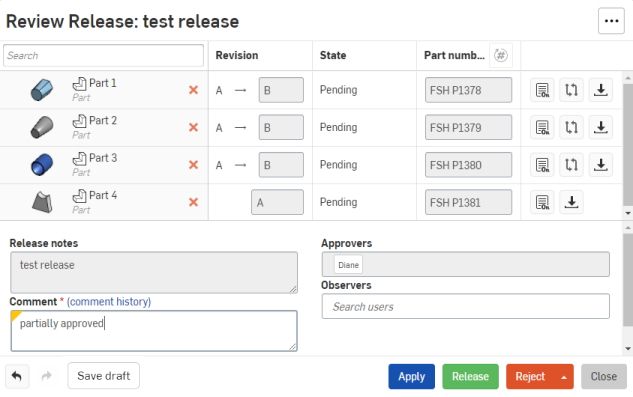 Review Release: test release
Search
Revision
State
Part numb...
Part 1
Part
A → B
Pending
FSH P1378
Part 2
Part
A → B
Pending
FSH P1379
Part 3
Part
A → B
Pending
FSH P1380
Part 4
Part
A
Pending
FSH P1381
Release notes
test release
Comment * (comment history)
partially approved
Approvers
Diane
Observers
Search users
Save draft
Apply
Release
Reject
Close